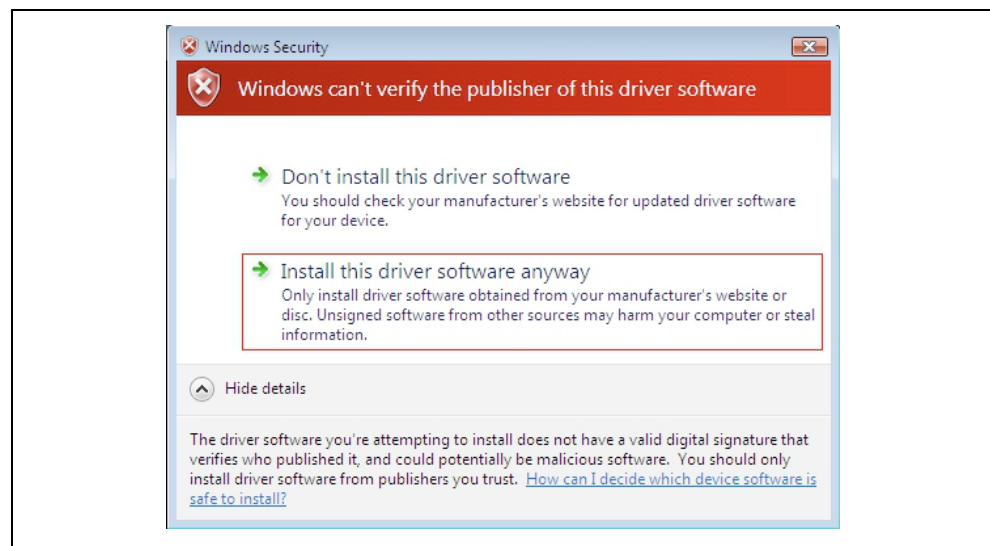 Windows Security
Windows can't verify the publisher of this driver software
Don't install this driver software
You should check your manufacturer's website for updated driver software
for your device.
Install this driver software anyway
Only install driver software obtained from your manufacturer's website or
disc. Unsigned software from other sources may harm your computer or steal
information.
Hide details
The driver software you're attempting to install does not have a valid digital signature that
verifies who published it, and could potentially be malicious software. You should only
install driver software from publishers you trust. How can I decide which device software is
safe to install?